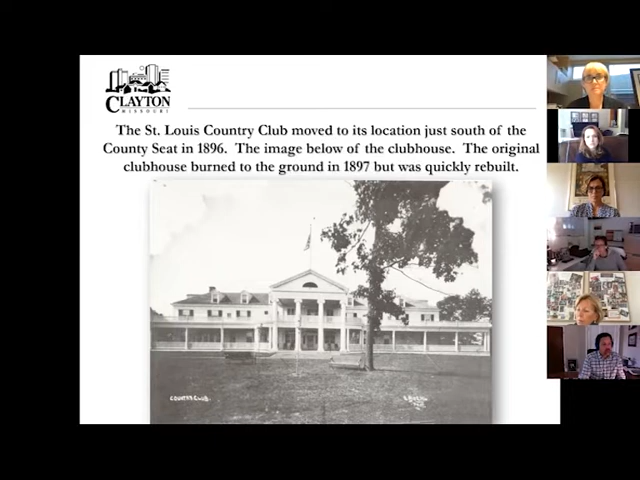 CLAYTON
MISSOURI
The St. Louis Country Club moved to its location just south of the
County Seat in 1896.  The image below of the clubhouse.  The original
clubhouse burned to the ground in 1897 but was quickly rebuilt.
COUNTRY CLUB.